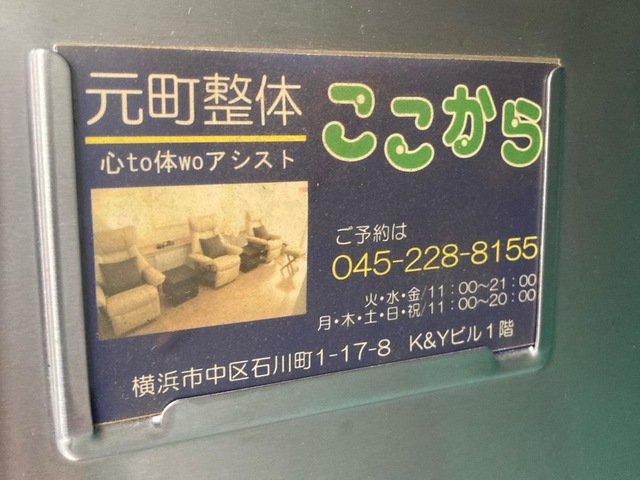 元町整体
ここから
心to体woアシスト
ご予約は
045-228-8155
火・水・金/11：00～21：00
月・木・土・日・祝/11：00～20：00
横浜市中区石川町1-17-8 K&Yビル1階